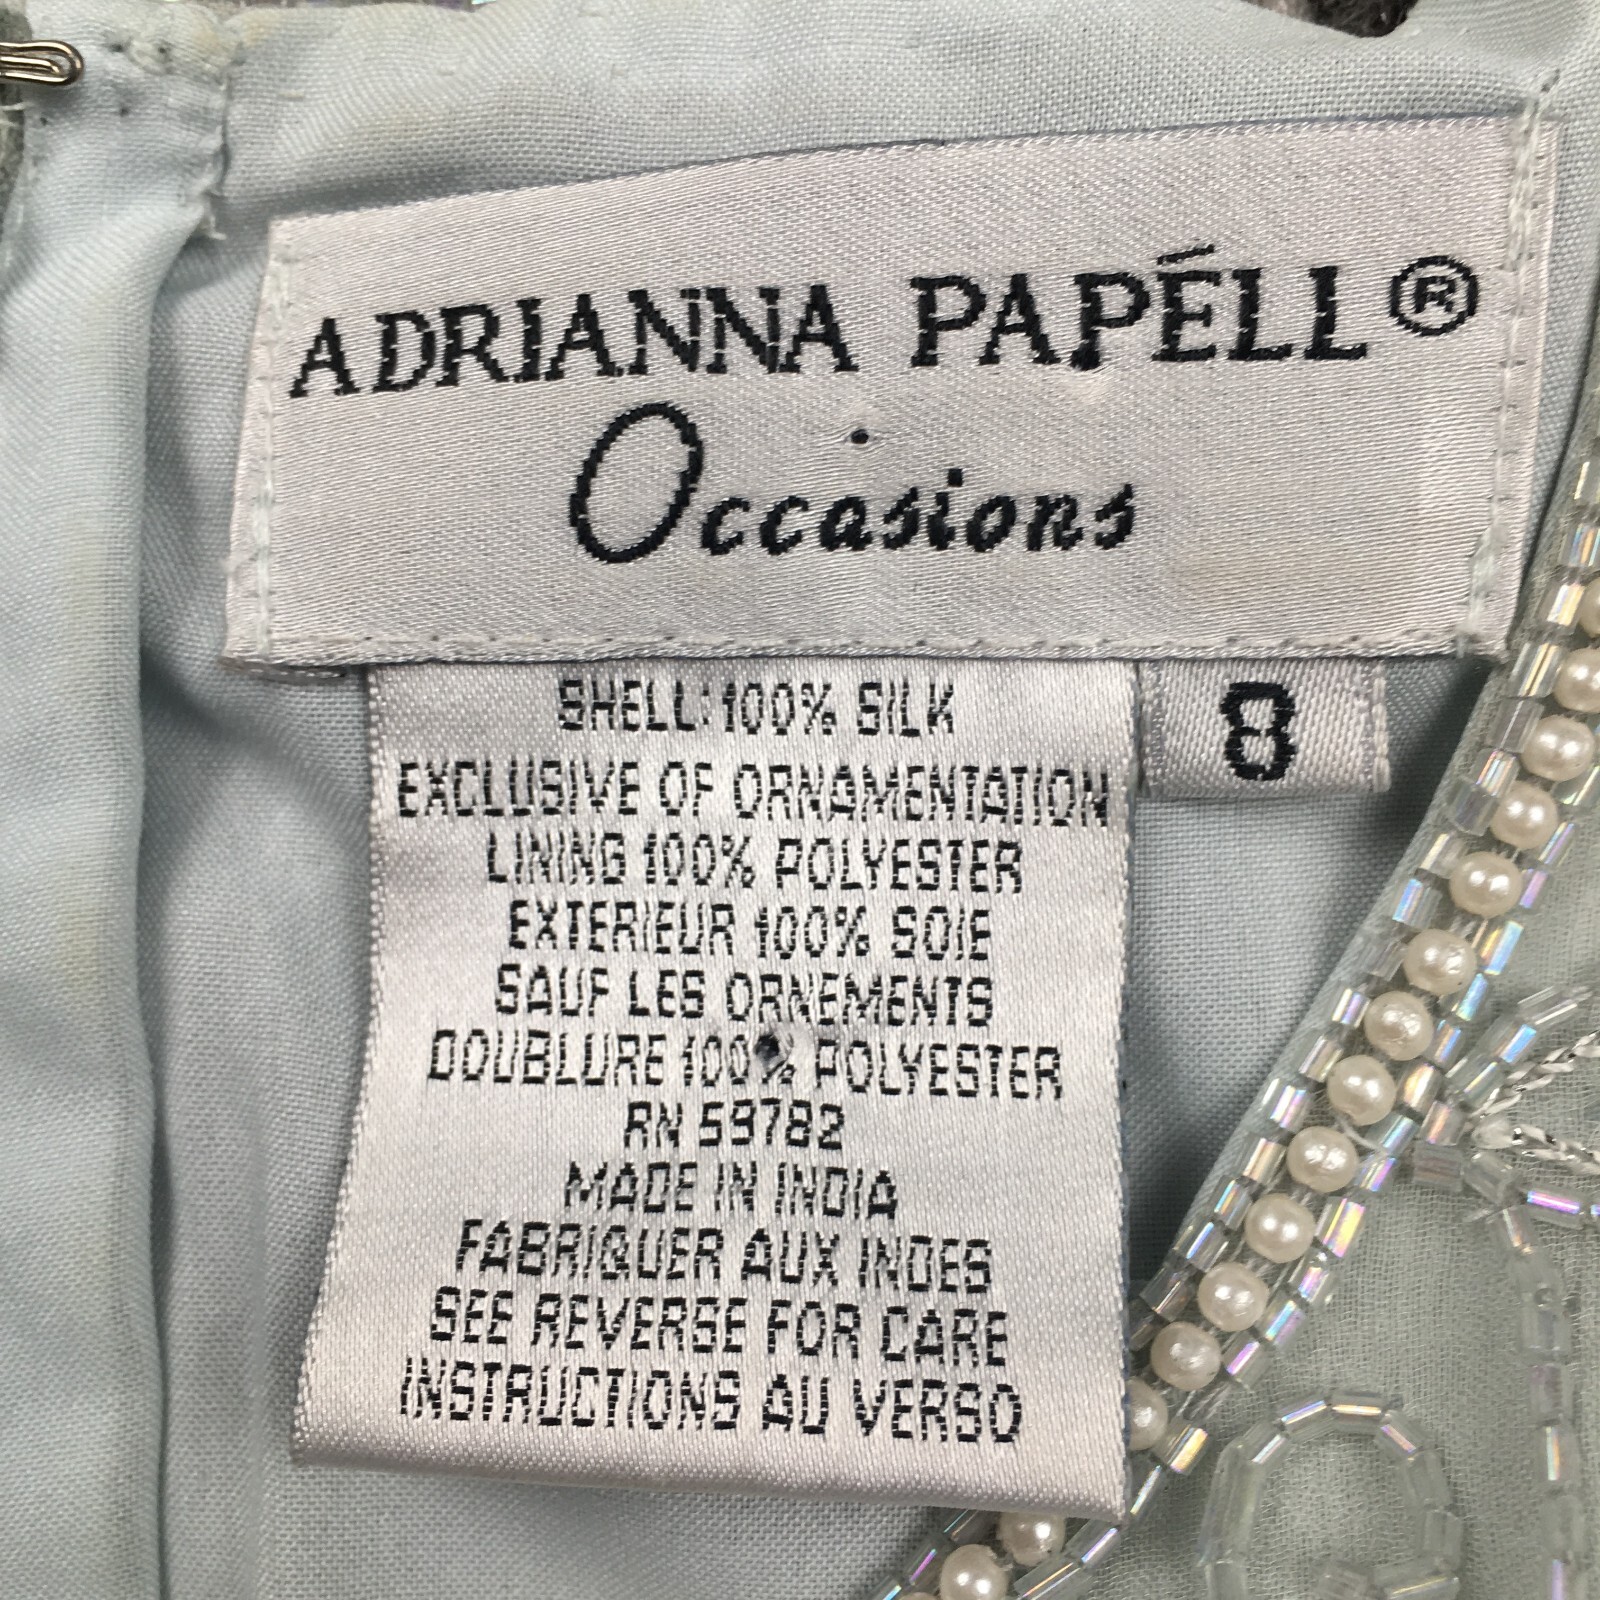 ADRIANNA PAPÉLL®
Occasions
8
SHELL: 100% SILK
EXCLUSIVE OF ORNAMENTATION
LINING 100% POLYESTER
EXTERIEUR 100% SOIE
SAUF LES ORNEMENTS
DOUBLURE 100% POLYESTER
RN 59782
MADE IN INDIA
FABRIQUER AUX INDES
SEE REVERSE FOR CARE
INSTRUCTIONS AU VERSO